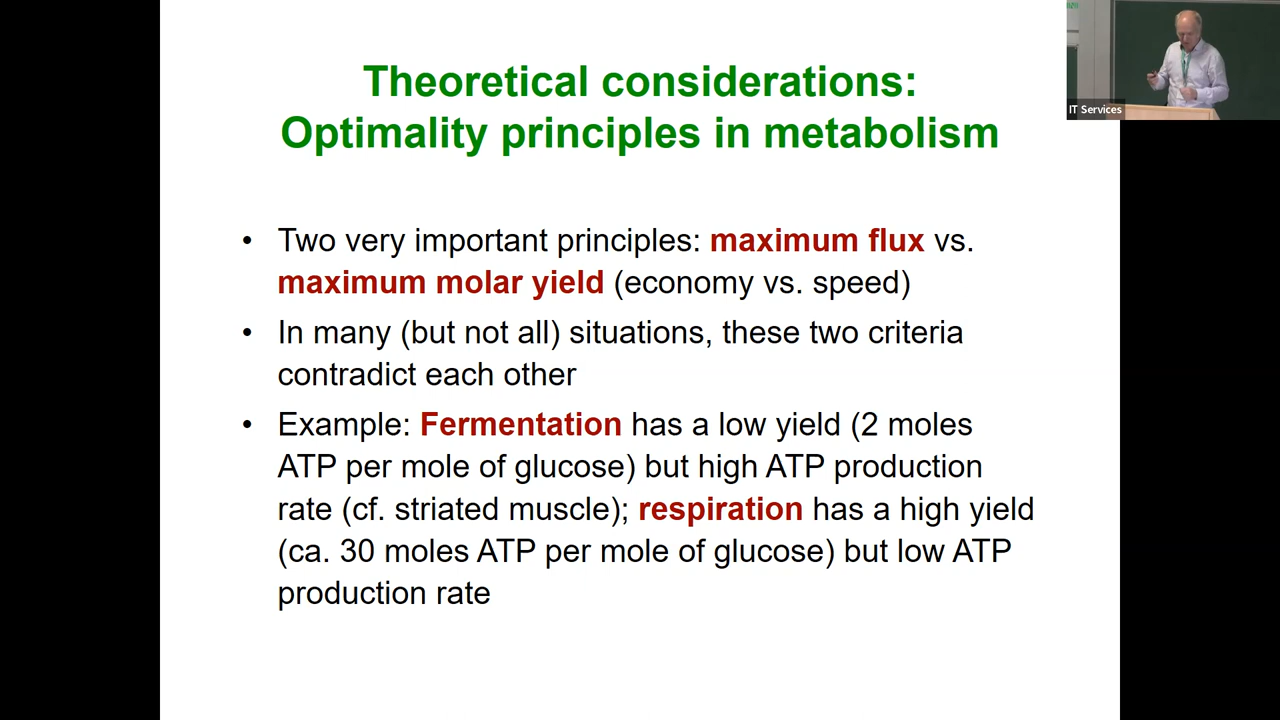 Theoretical considerations:
Optimality principles in metabolism
• Two very important principles: maximum flux vs.
maximum molar yield (economy vs. speed)
• In many (but not all) situations, these two criteria
contradict each other
• Example: Fermentation has a low yield (2 moles
ATP per mole of glucose) but high ATP production
rate (cf. striated muscle); respiration has a high yield
(ca. 30 moles ATP per mole of glucose) but low ATP
production rate
IT Services